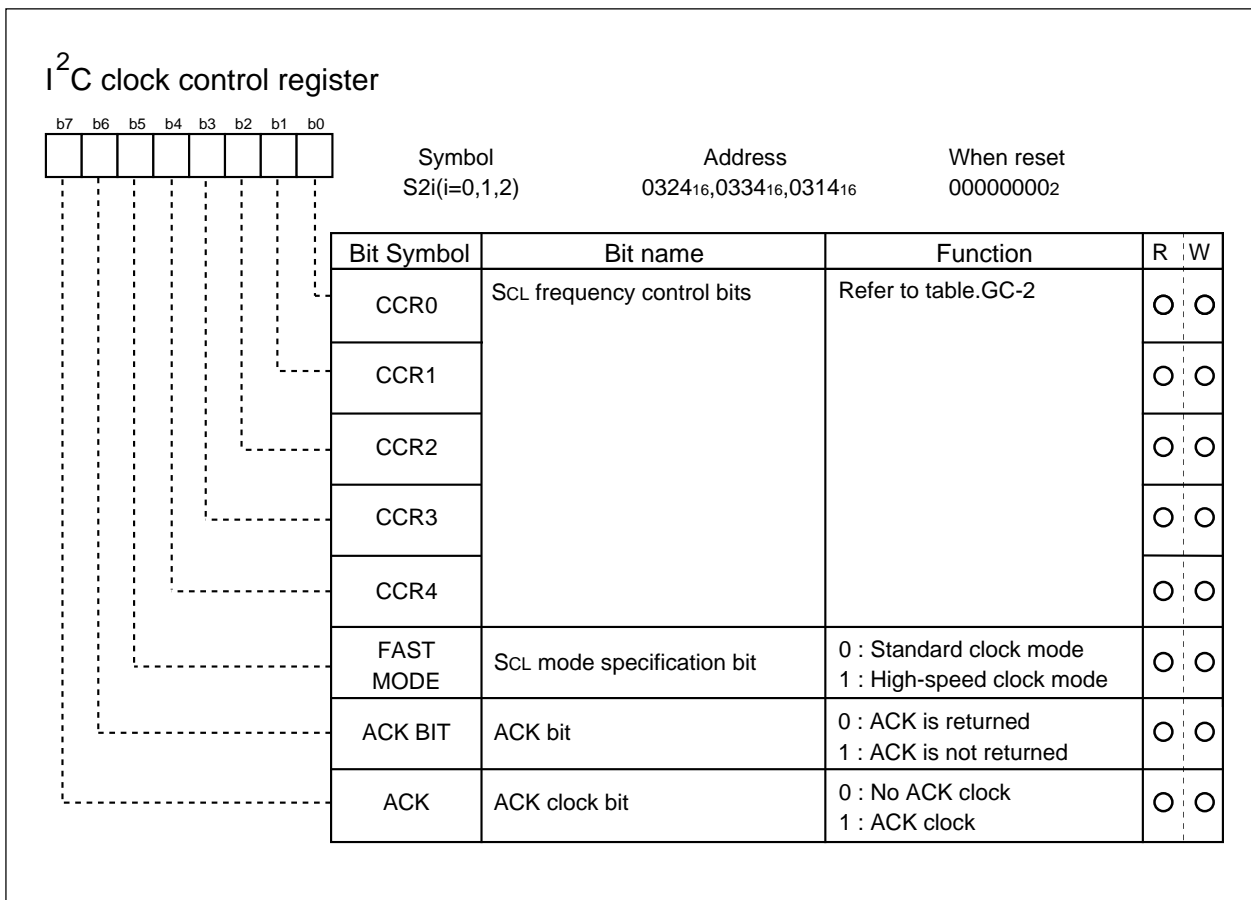 I2C clock control register
b7 b6 b5 b4 b3 b2 b1 b0
Symbol Address When reset
S2i(i=0,1,2) 032416,033416,031416 000000002
Bit Symbol Bit name Function R W
CCR0 SCL frequency control bits Refer to table.GC-2
CCR1
CCR2
CCR3
CCR4
FAST MODE SCL mode specification bit 0 : Standard clock mode
1 : High-speed clock mode
ACK BIT ACK bit 0 : ACK is returned
1 : ACK is not returned
ACK ACK clock bit 0 : No ACK clock
1 : ACK clock